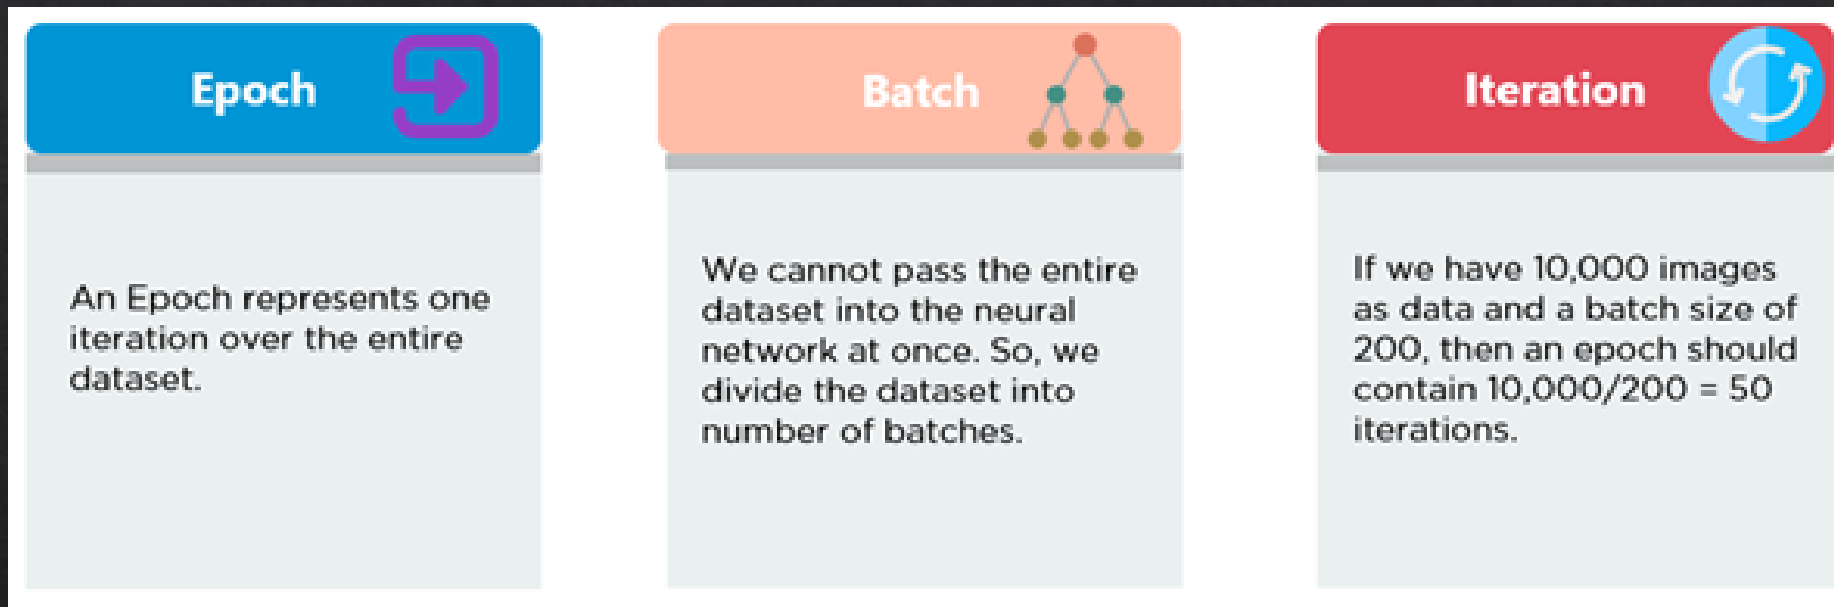 Epoch
An Epoch represents one
iteration over the entire
dataset.
Batch
We cannot pass the entire
dataset into the neural
network at once. So, we
divide the dataset into
number of batches.
Iteration
If we have 10,000 images
as data and a batch size of
200, then an epoch should
contain 10,000/200 = 50
iterations.